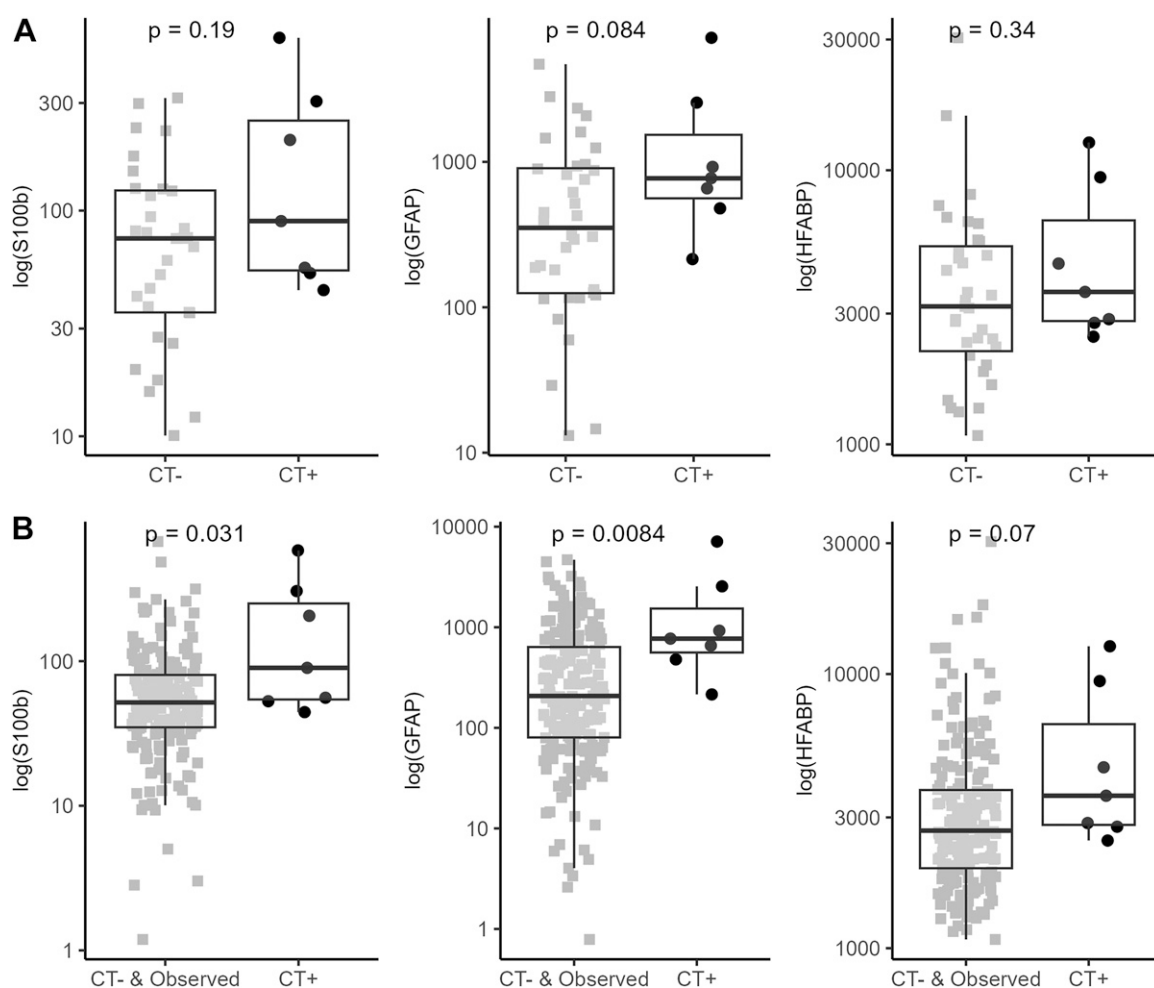 A
p = 0.19
log(S100b)
300
100
30
10
CT-
CT+
p = 0.084
log(GFAP)
1000
100
10
CT-
CT+
p = 0.34
log(HFABP)
30000
10000
3000
1000
CT-
CT+
B
p = 0.031
log(S100b)
100
10
1
CT- & Observed
CT+
p = 0.0084
log(GFAP)
10000
1000
100
10
1
CT- & Observed
CT+
p = 0.07
log(HFABP)
30000
10000
3000
1000
CT- & Observed
CT+